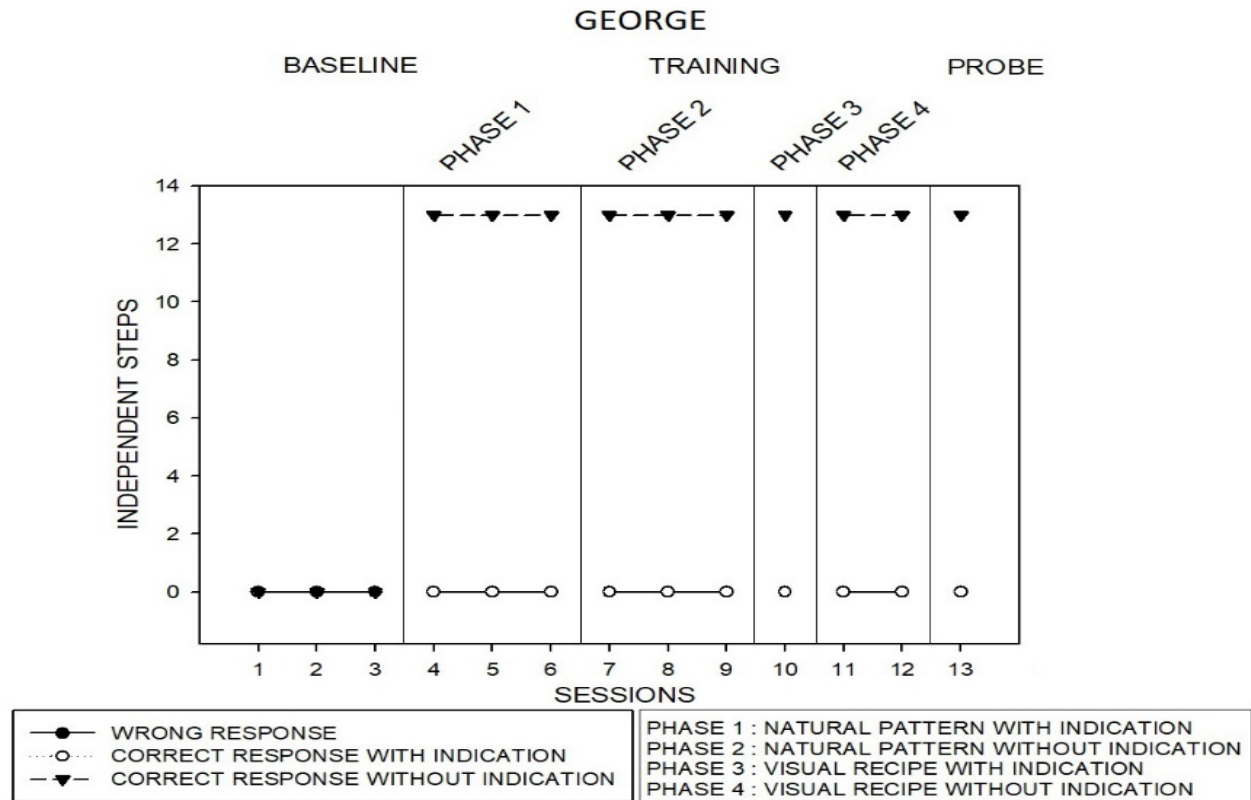 GEORGE
BASELINE TRAINING PROBE
PHASE 1 PHASE 2 PHASE 3 PHASE 4
14
12
10
8
6
4
2
0
INDEPENDENT STEPS
1 2 3 4 5 6 7 8 9 10 11 12 13
SESSIONS
WRONG RESPONSE
CORRECT RESPONSE WITH INDICATION
CORRECT RESPONSE WITHOUT INDICATION
PHASE 1 : NATURAL PATTERN WITH INDICATION
PHASE 2 : NATURAL PATTERN WITHOUT INDICATION
PHASE 3 : VISUAL RECIPE WITH INDICATION
PHASE 4 : VISUAL RECIPE WITHOUT INDICATION